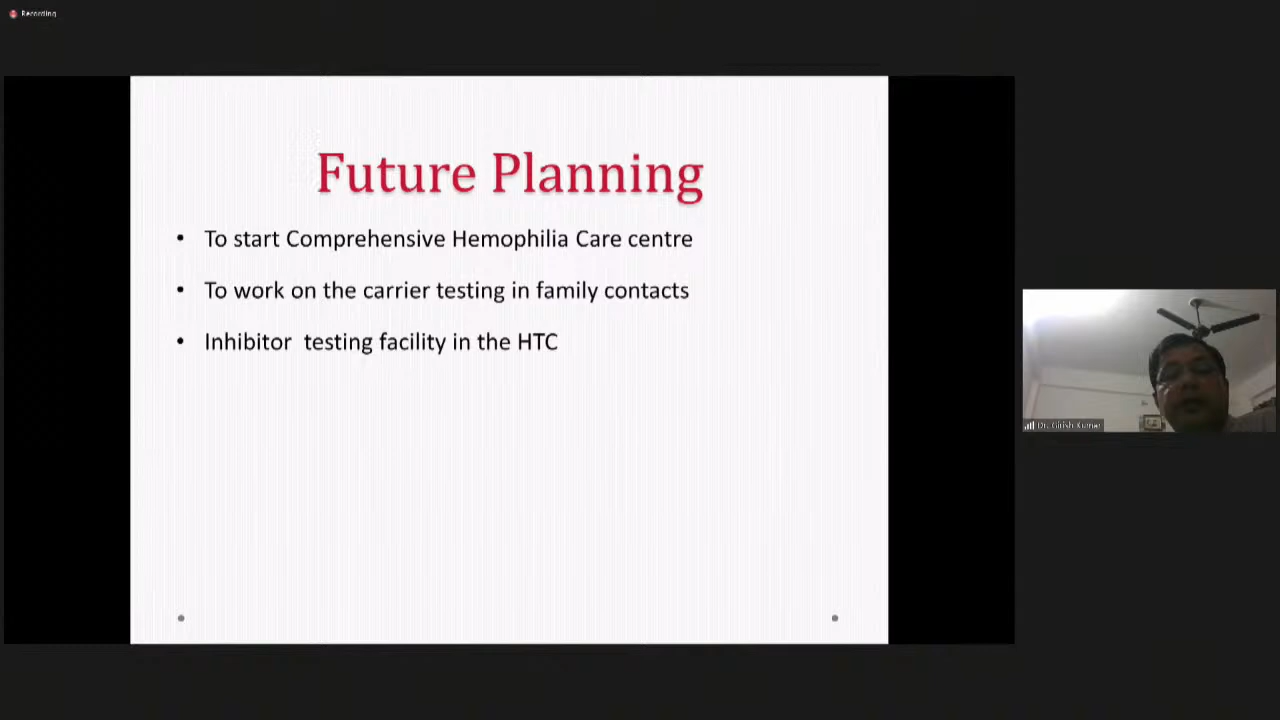 Recording
Future Planning
• To start Comprehensive Hemophilia Care centre
• To work on the carrier testing in family contacts
• Inhibitor  testing facility in the HTC
Dr. Girish Kumar